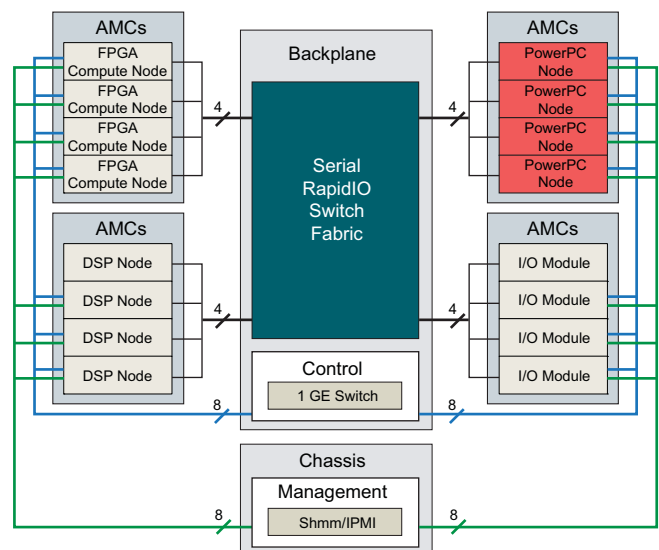 AMCs
FPGA
Compute Node
FPGA
Compute Node
FPGA
Compute Node
FPGA
Compute Node
4
Backplane
Serial
RapidIO
Switch
Fabric
4
AMCs
PowerPC
Node
PowerPC
Node
PowerPC
Node
PowerPC
Node
AMCs
DSP Node
DSP Node
DSP Node
DSP Node
4
4
AMCs
I/O Module
I/O Module
I/O Module
I/O Module
8
Control
1 GE Switch
8
Chassis
Management
Shmm/IPMI
8
8